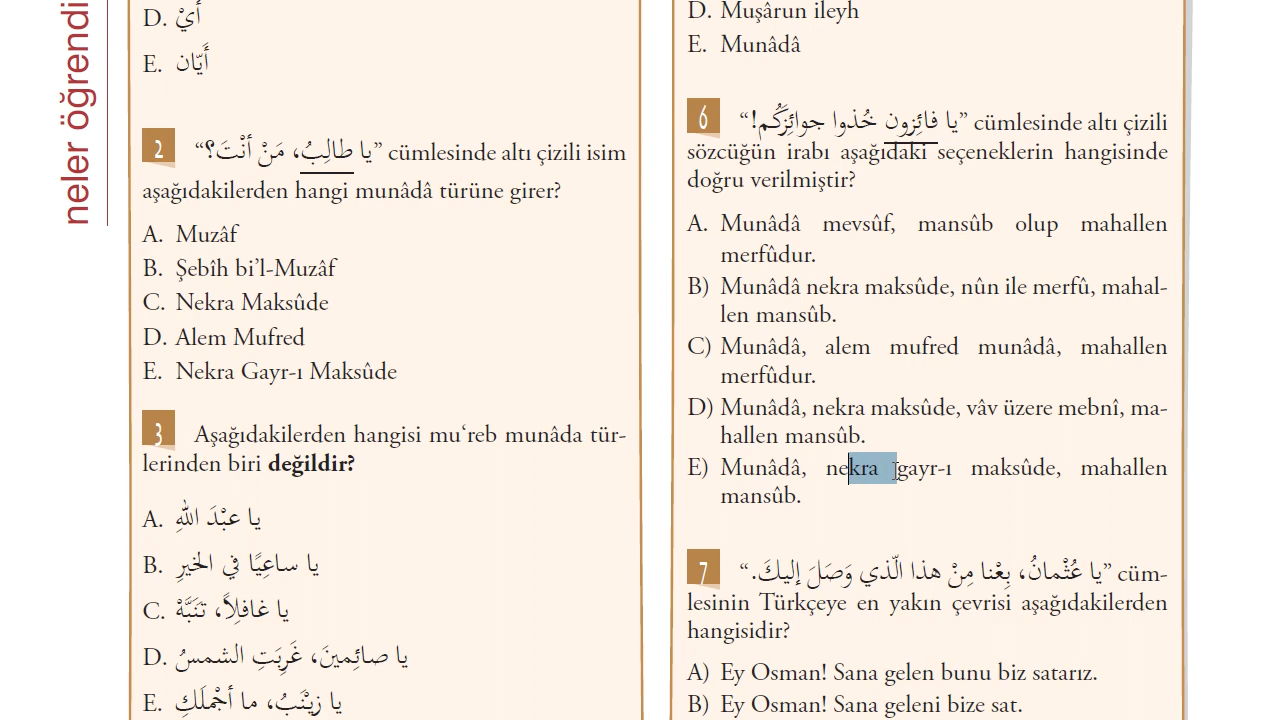 neler öğrendi
D. أيْ
E. أَيّان
2 “يا طالِبُ، مَنْ أنْتَ؟” cümlesinde altı çizili isim
aşağıdakilerden hangi munâdâ türüne girer?
A. Muzâf
B. Şebîh bi’l-Muzâf
C. Nekra Maksûde
D. Alem Mufred
E. Nekra Gayr-ı Maksûde
3 Aşağıdakilerden hangisi mu‘reb munâda tür-
lerinden biri değildir?
A. يا عبْدَ اللهِ
B. يا ساعِيًا في الخيرِ
C. يا غافلاً، تنَبَّهْ
D. يا صائِمينَ، غَرِبَتِ الشمسُ
E. يا زيْنَبُ، ما أجْملَكِ
D. Muşârun ileyh
E. Munâdâ
6 “يا فائِزون خُذوا جوائِزَكُم!” cümlesinde altı çizili
sözcüğün irabı aşağıdaki seçeneklerin hangisinde
doğru verilmiştir?
A. Munâdâ mevsûf, mansûb olup mahallen
merfûdur.
B) Munâdâ nekra maksûde, nûn ile merfû, mahal-
len mansûb.
C) Munâdâ, alem mufred munâdâ, mahallen
merfûdur.
D) Munâdâ, nekra maksûde, vâv üzere mebnî, ma-
hallen mansûb.
E) Munâdâ, nekra gayr-ı maksûde, mahallen
mansûb.
7 “يا عُثْمانُ، بِعْنا مِنْ هذا الّذي وَصَلَ إليكَ.” cüm-
lesinin Türkçeye en yakın çevrisi aşağıdakilerden
hangisidir?
A) Ey Osman! Sana gelen bunu biz satarız.
B) Ey Osman! Sana geleni bize sat.